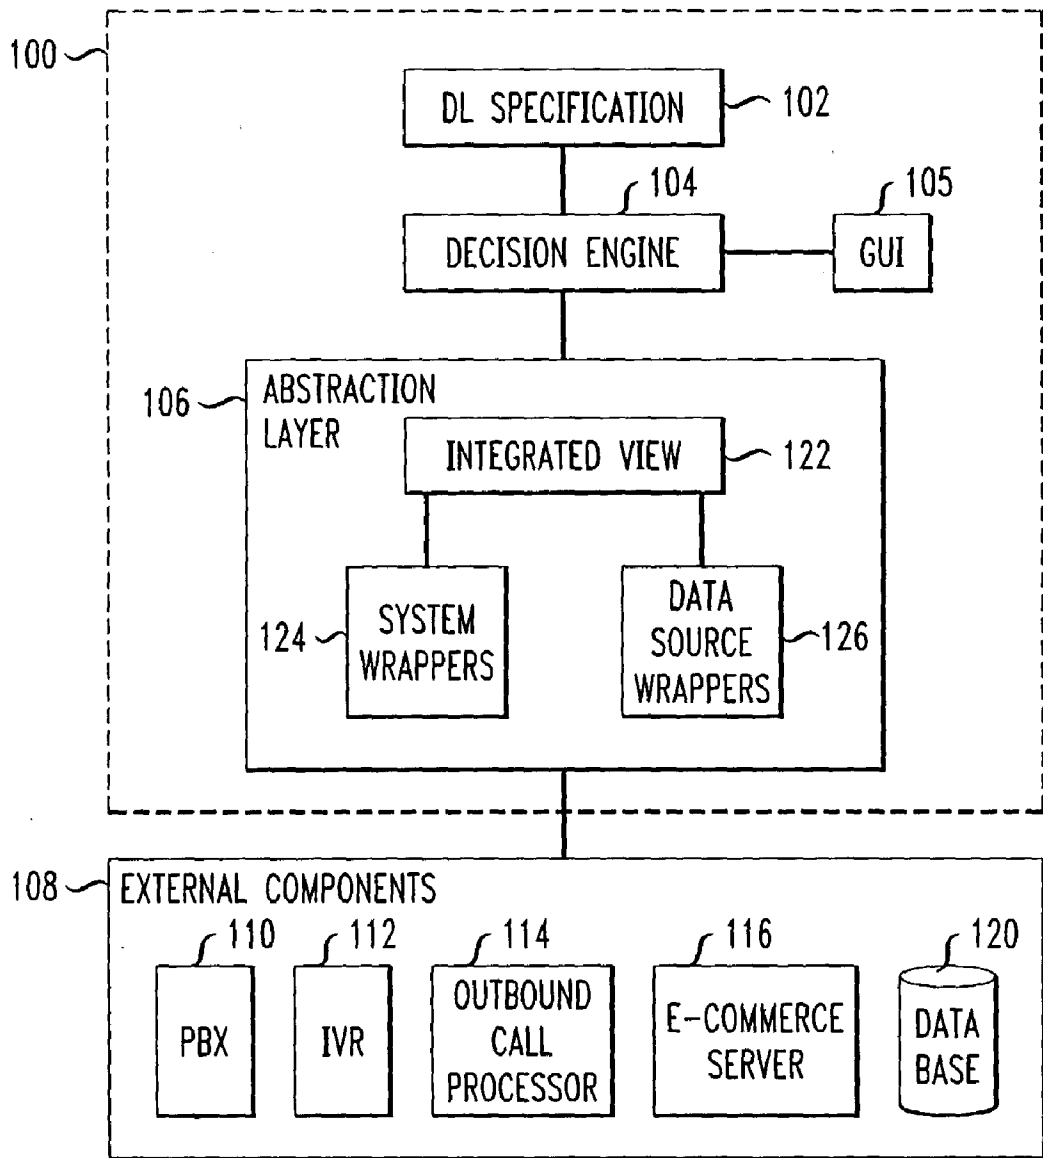 100
DL SPECIFICATION
102
104
105
DECISION ENGINE
GUI
106
ABSTRACTION
LAYER
INTEGRATED VIEW
122
124
SYSTEM
WRAPPERS
DATA
SOURCE
WRAPPERS
126
108
EXTERNAL COMPONENTS
110
112
114
116
120
PBX
IVR
OUTBOUND
CALL
PROCESSOR
E-COMMERCE
SERVER
DATA
BASE